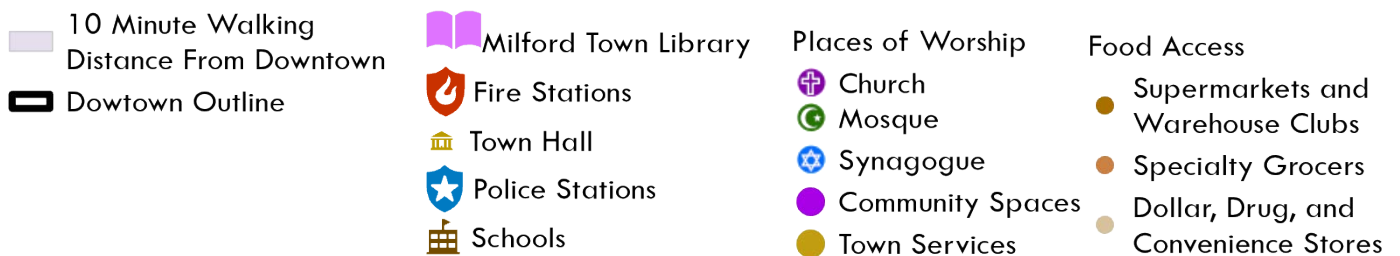 10 Minute Walking
Distance From Downtown
Dowtown Outline
Milford Town Library
Fire Stations
Town Hall
Police Stations
Schools
Places of Worship
Church
Mosque
Synagogue
Community Spaces
Town Services
Food Access
Supermarkets and
Warehouse Clubs
Specialty Grocers
Dollar, Drug, and
Convenience Stores